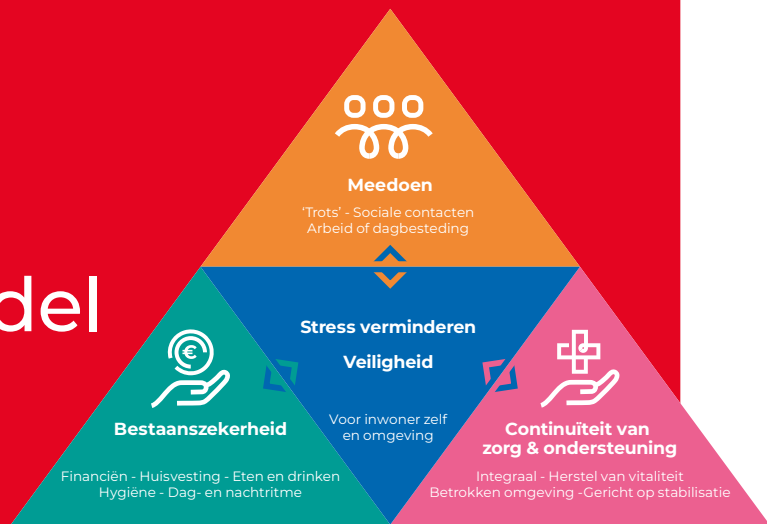 Meedoen
‘Trots’ - Sociale contacten
Arbeid of dagbesteding
del
Stress verminderen
Veiligheid
Voor inwoner zelf
en omgeving
€
Bestaanszekerheid
Financiën - Huisvesting - Eten en drinken
Hygiëne - Dag- en nachtritme
Continuïteit van
zorg & ondersteuning
Integraal - Herstel van vitaliteit
Betrokken omgeving -Gericht op stabilisatie